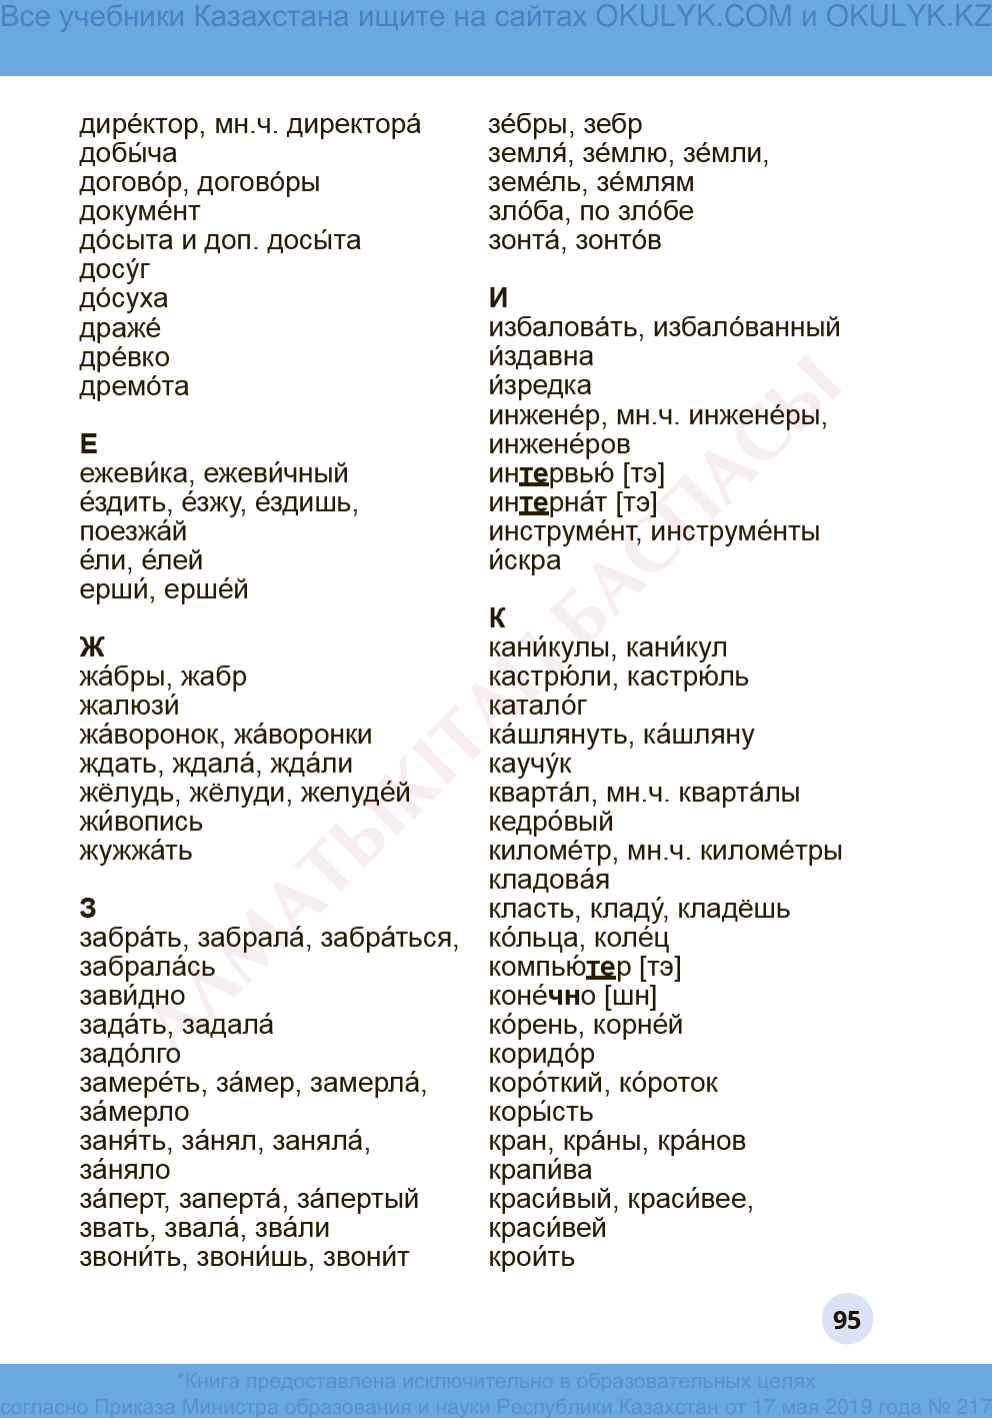 Все учебники Казахстана ищите на сайтах OKULYK.COM и OKULYK.KZ
дире́ктор, мн.ч. директора́
добы́ча
догово́р, догово́ры
докуме́нт
до́сыта и доп. досы́та
досу́г
до́суха
драже́
дре́вко
дремо́та
Е
ежеви́ка, ежеви́чный
е́здить, е́зжу, е́здишь,
поезжа́й
е́ли, е́лей
ерши́, ерше́й
Ж
жа́бры, жабр
жалюзи́
жа́воронок, жа́воронки
ждать, ждала́, жда́ли
жёлудь, жёлуди, желуде́й
жи́вопись
жужжа́ть
З
забра́ть, забрала́, забра́ться,
забрала́сь
зави́дно
зада́ть, задала́
задо́лго
замере́ть, за́мер, замерла́,
за́мерло
заня́ть, за́нял, заняла́,
за́няло
за́перт, заперта́, за́пертый
звать, звала́, зва́ли
звони́ть, звони́шь, звони́т
зе́бры, зебр
земля́, зе́млю, зе́мли,
земе́ль, зе́млям
зло́ба, по зло́бе
зонта́, зонто́в
И
избалова́ть, избало́ванный
и́здавна
и́зредка
инжене́р, мн.ч. инжене́ры,
инжене́ров
интервью́ [тэ]
интерна́т [тэ]
инструме́нт, инструме́нты
и́скра
К
кани́кулы, кани́кул
кастрю́ли, кастрю́ль
катало́г
ка́шлянуть, ка́шляну
каучу́к
кварта́л, мн.ч. кварта́лы
кедро́вый
киломе́тр, мн.ч. киломе́тры
кладова́я
класть, кладу́, кладёшь
ко́льца, коле́ц
компью́тер [тэ]
коне́чно [шн]
ко́рень, корне́й
коридо́р
коро́ткий, ко́роток
коры́сть
кран, кра́ны, кра́нов
крапи́ва
краси́вый, краси́вее,
краси́вей
крои́ть
АЛМАТЫКІТАП БАСПАСЫ
95
*Книга предоставлена исключительно в образовательных целях
согласно Приказа Министра образования и науки Республики Казахстан от 17 мая 2019 года № 217